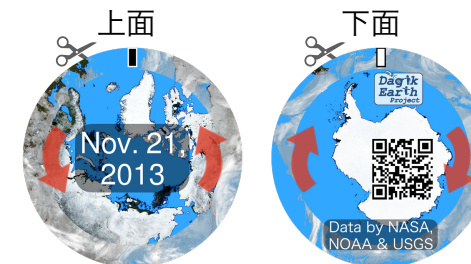 上面
下面
Nov. 21
2013
Dagik
Earth
Project
Data by NASA,
NOAA & USGS